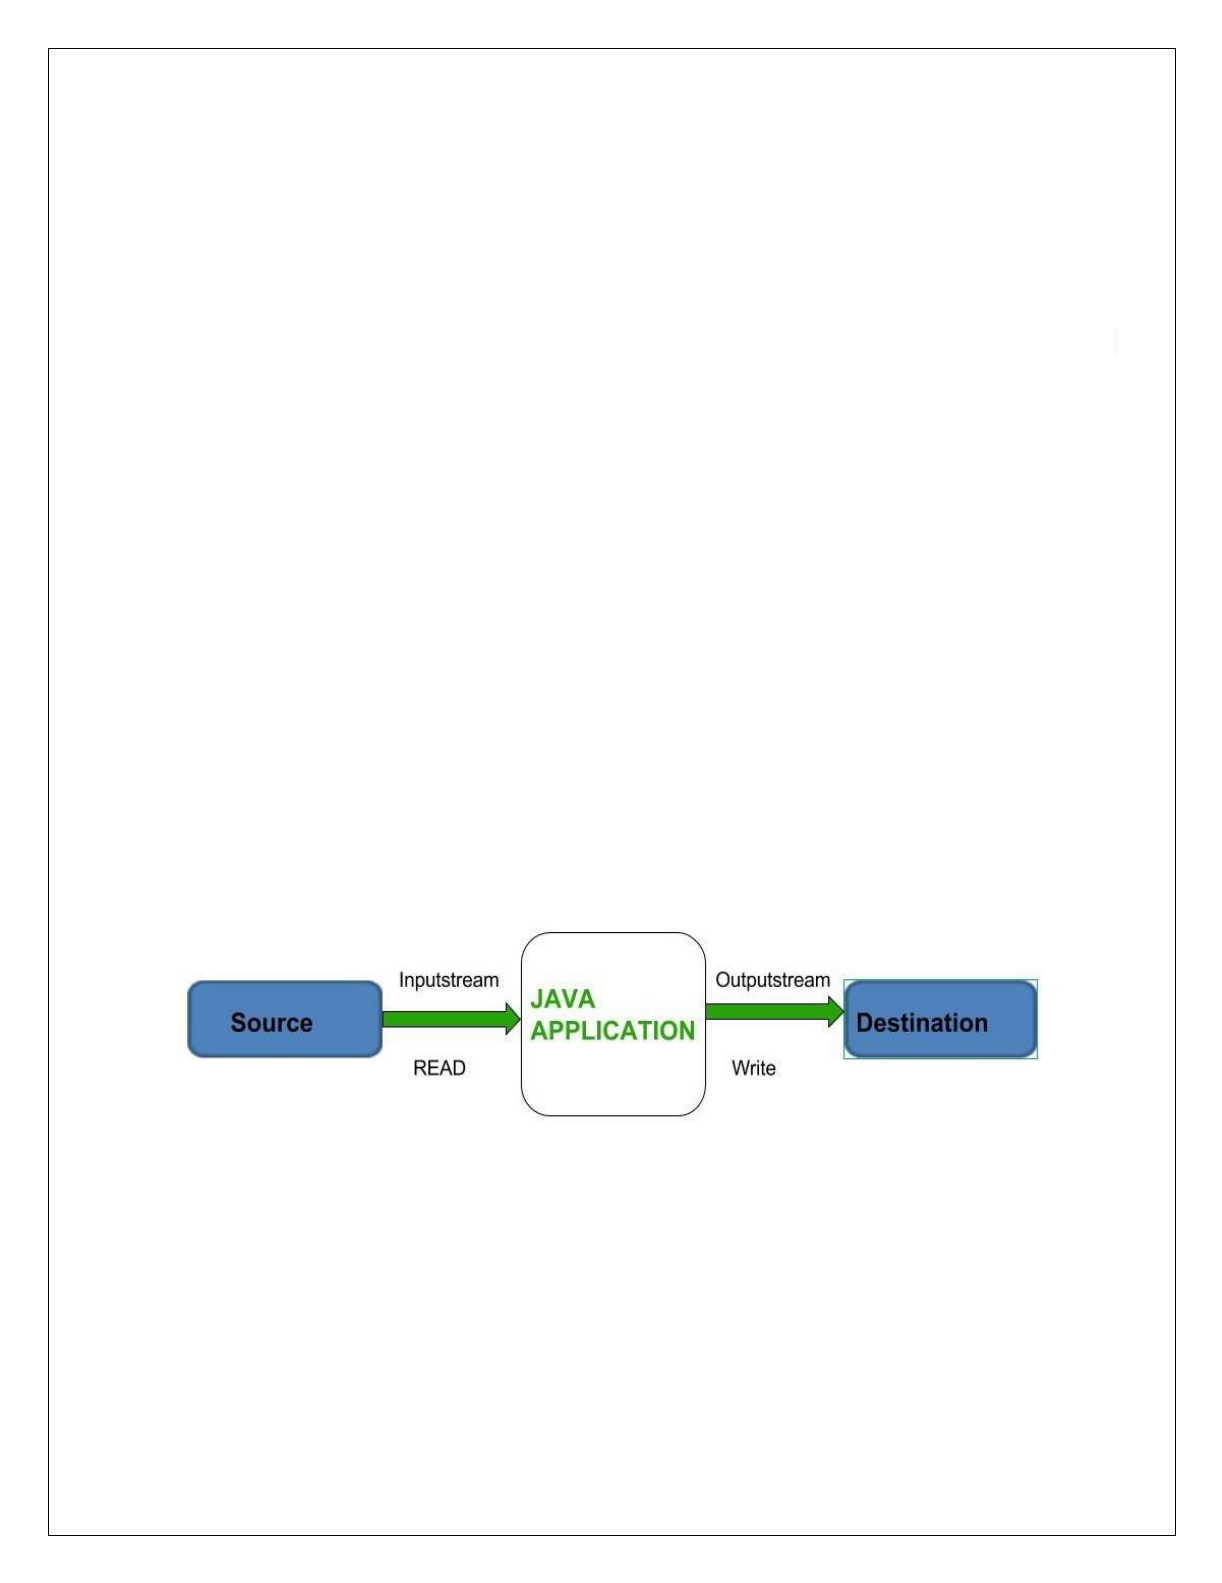 Inputstream
Outputstream
Source
JAVA
APPLICATION
Destination
READ
Write